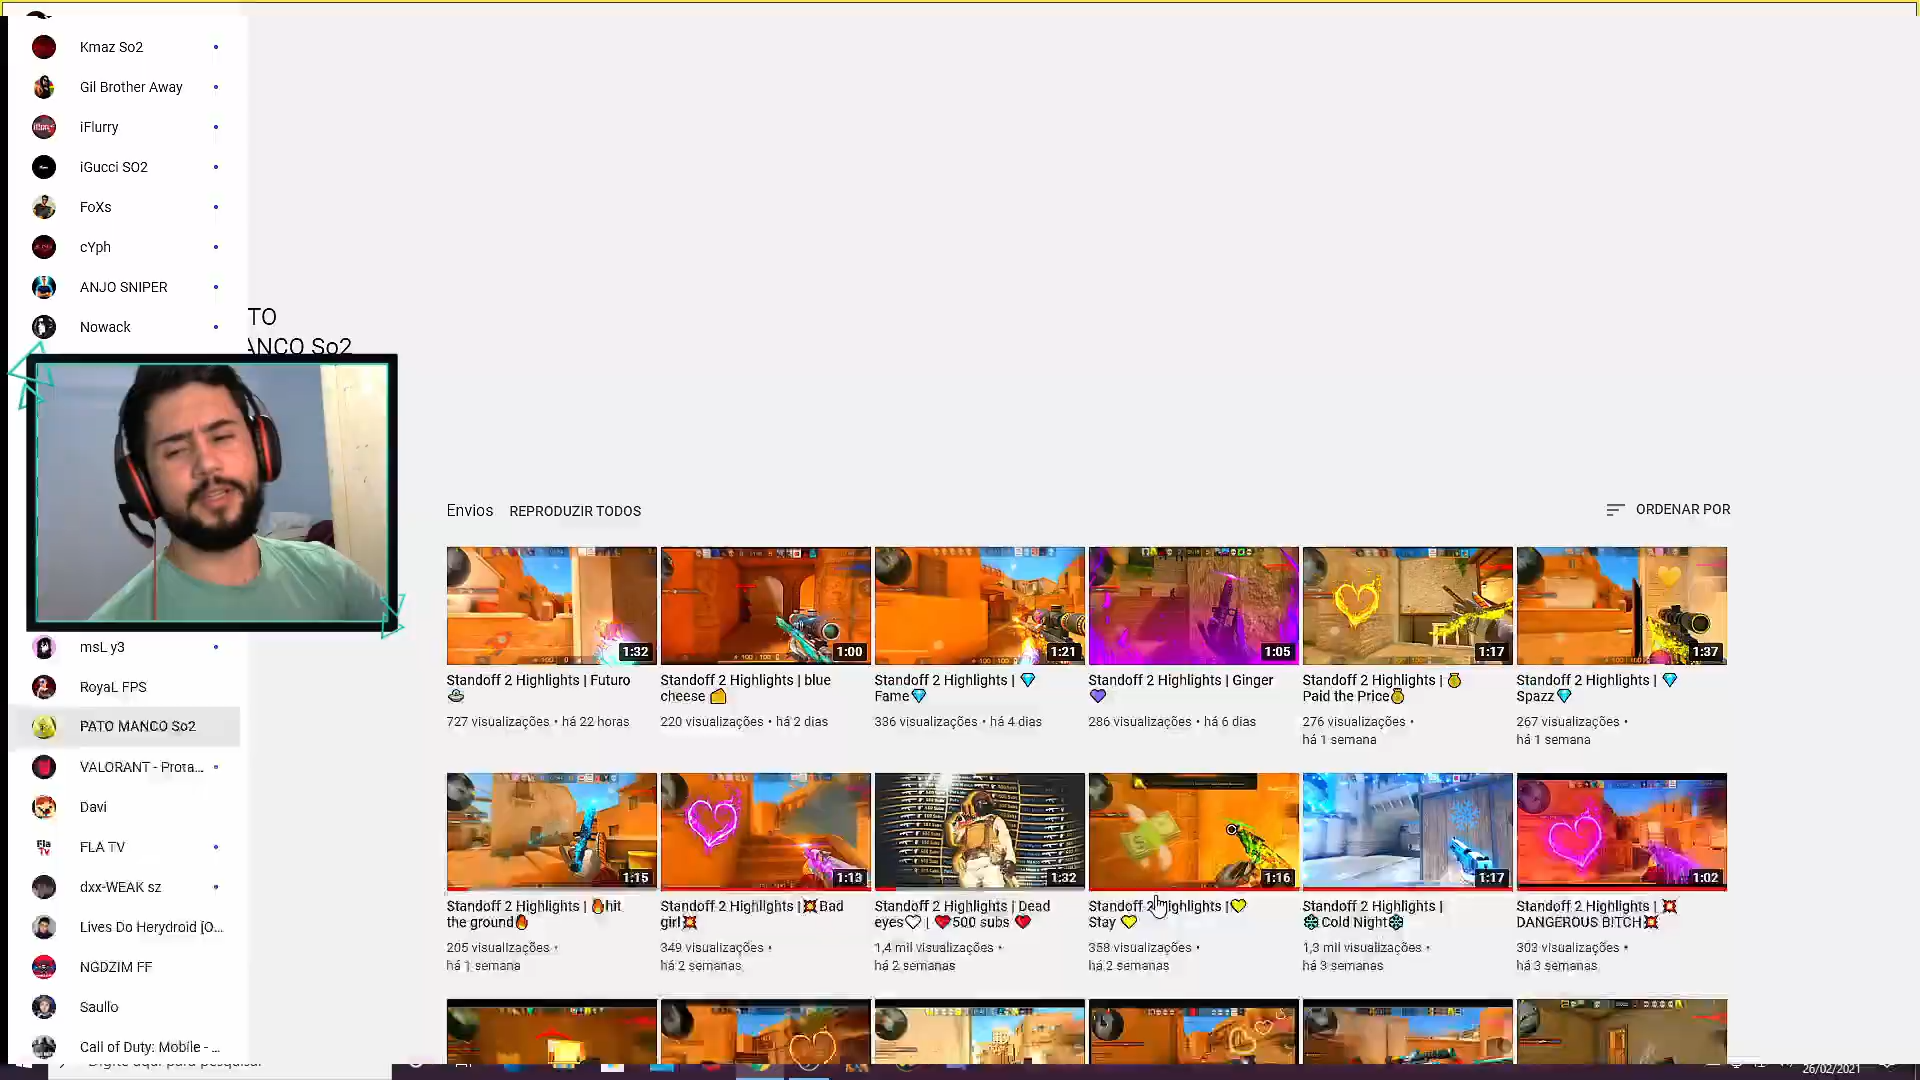 Kmaz So2
Gil Brother Away
iFlurry
iGucci SO2
FoXs
cYph
ANJO SNIPER
Nowack
TO
ANCO So2
msL y3
RoyaL FPS
PATO MANCO So2
VALORANT - Prota...
Davi
FLA TV
dxx-WEAK sz
Lives Do Herydroid [O...
NGDZIM FF
Saullo
Call of Duty: Mobile - ...
Envios REPRODUZIR TODOS
ORDENAR POR
1:32
1:00
1:21
1:05
1:17
1:37
Standoff 2 Highlights | Futuro 🛸
727 visualizações • há 22 horas
Standoff 2 Highlights | blue
cheese 🧀
220 visualizações • há 2 dias
Standoff 2 Highlights | 💎
Fame💎
336 visualizações • há 4 dias
Standoff 2 Highlights | Ginger
💜
286 visualizações • há 6 dias
Standoff 2 Highlights | 💰
Paid the Price💰
276 visualizações •
há 1 semana
Standoff 2 Highlights | 💎
Spazz💎
267 visualizações •
há 1 semana
1:15
1:13
1:32
1:16
1:17
1:02
Standoff 2 Highlights | 🔥hit
the ground🔥
205 visualizações •
há 1 semana
Standoff 2 Highlights |💥Bad
girl💥
349 visualizações •
há 2 semanas
Standoff 2 Highlights | Dead
eyes🤍 | ❤️500 subs ❤️
1,4 mil visualizações •
há 2 semanas
Standoff 2 Highlights |💛
Stay 💛
358 visualizações •
há 2 semanas
Standoff 2 Highlights |
❄️Cold Night❄️
1,3 mil visualizações •
há 3 semanas
Standoff 2 Highlights | 💥
DANGEROUS B!TCH💥
303 visualizações •
há 3 semanas
Digite aqui para pesquisar
26/02/2021